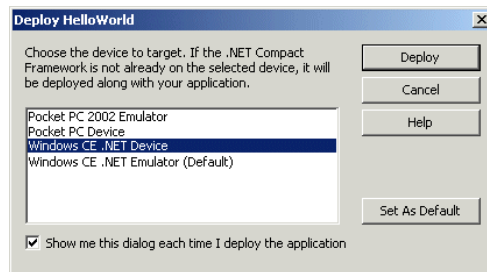 Deploy HelloWorld
Choose the device to target. If the .NET Compact
Framework is not already on the selected device, it will
be deployed along with your application.
Deploy
Cancel
Help
Pocket PC 2002 Emulator
Pocket PC Device
Windows CE .NET Device
Windows CE .NET Emulator (Default)
Set As Default
Show me this dialog each time I deploy the application